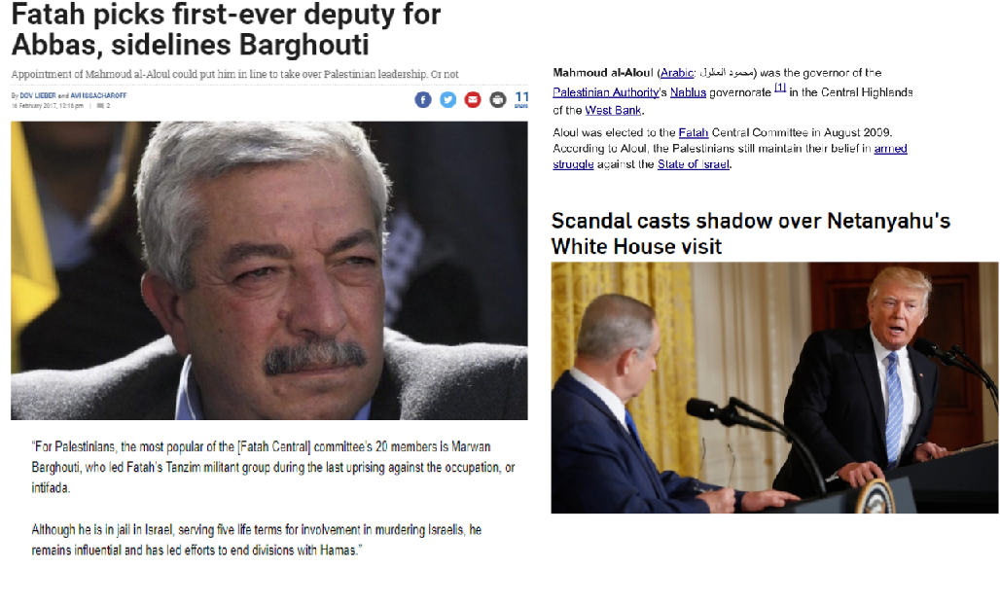 Fatah picks first-ever deputy for
Abbas, sidelines Barghouti
Appointment of Mahmoud al-Aloul could put him in line to take over Palestinian leadership. Or not
By DOV LIEBER and AVI ISSACHAROFF
16 February 2017, 12:16 pm | 2
11
share
"For Palestinians, the most popular of the [Fatah Central] committee's 20 members is Marwan
Barghouti, who led Fatah's Tanzim militant group during the last uprising against the occupation, or
intifada.
Although he is in jail in Israel, serving five life terms for involvement in murdering Israelis, he
remains influential and has led efforts to end divisions with Hamas."
Mahmoud al-Aloul (Arabic: محمود العطول) was the governor of the
Palestinian Authority's Nablus governorate [1] in the Central Highlands
of the West Bank.
Aloul was elected to the Fatah Central Committee in August 2009.
According to Aloul, the Palestinians still maintain their belief in armed
struggle against the State of Israel.
Scandal casts shadow over Netanyahu's
White House visit